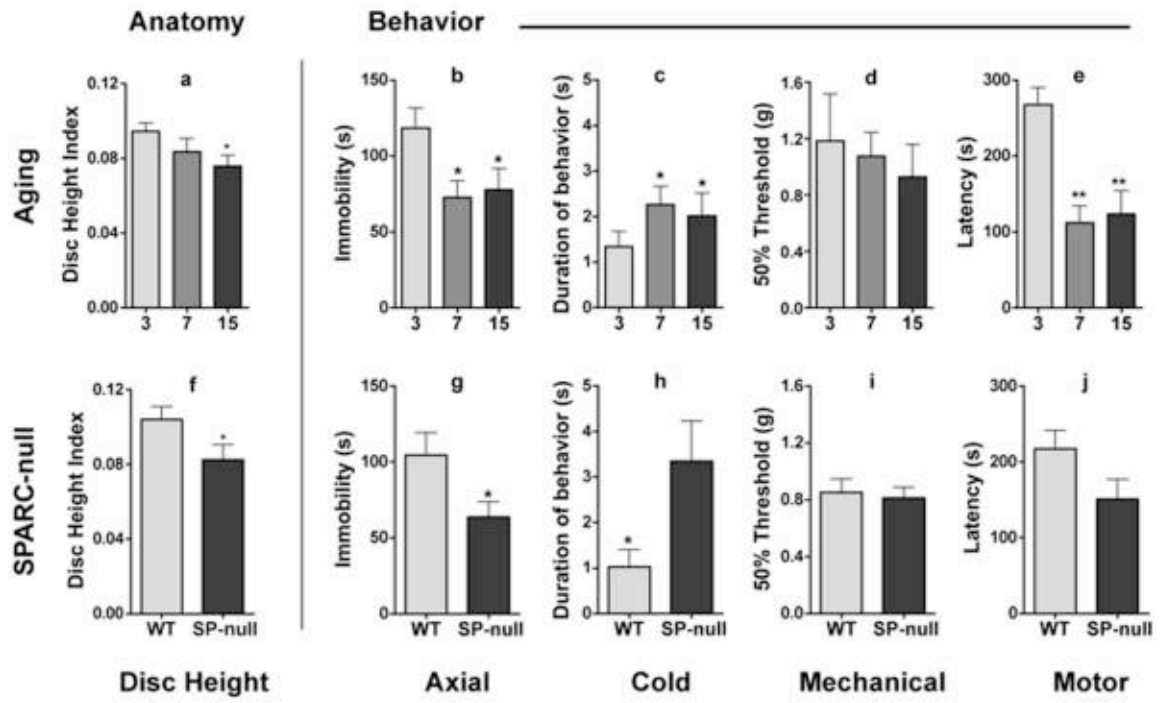 Anatomy
Behavior
Aging
a
Disc Height Index
0.12
0.08
0.04
0.00
3 7 15
*
b
Immobility (s)
150
100
50
0
3 7 15
* *
c
Duration of behavior (s)
5
4
3
2
1
0
3 7 15
* *
d
50% Threshold (g)
1.6
1.2
0.8
0.4
0.0
3 7 15
e
Latency (s)
300
200
100
0
3 7 15
** **
SPARC-null
f
Disc Height Index
0.12
0.08
0.04
0.00
WT SP-null
*
g
Immobility (s)
150
100
50
0
WT SP-null
*
h
Duration of behavior (s)
5
4
3
2
1
0
WT SP-null
*
i
50% Threshold (g)
1.6
1.2
0.8
0.4
0.0
WT SP-null
j
Latency (s)
300
200
100
0
WT SP-null
Disc Height
Axial
Cold
Mechanical
Motor